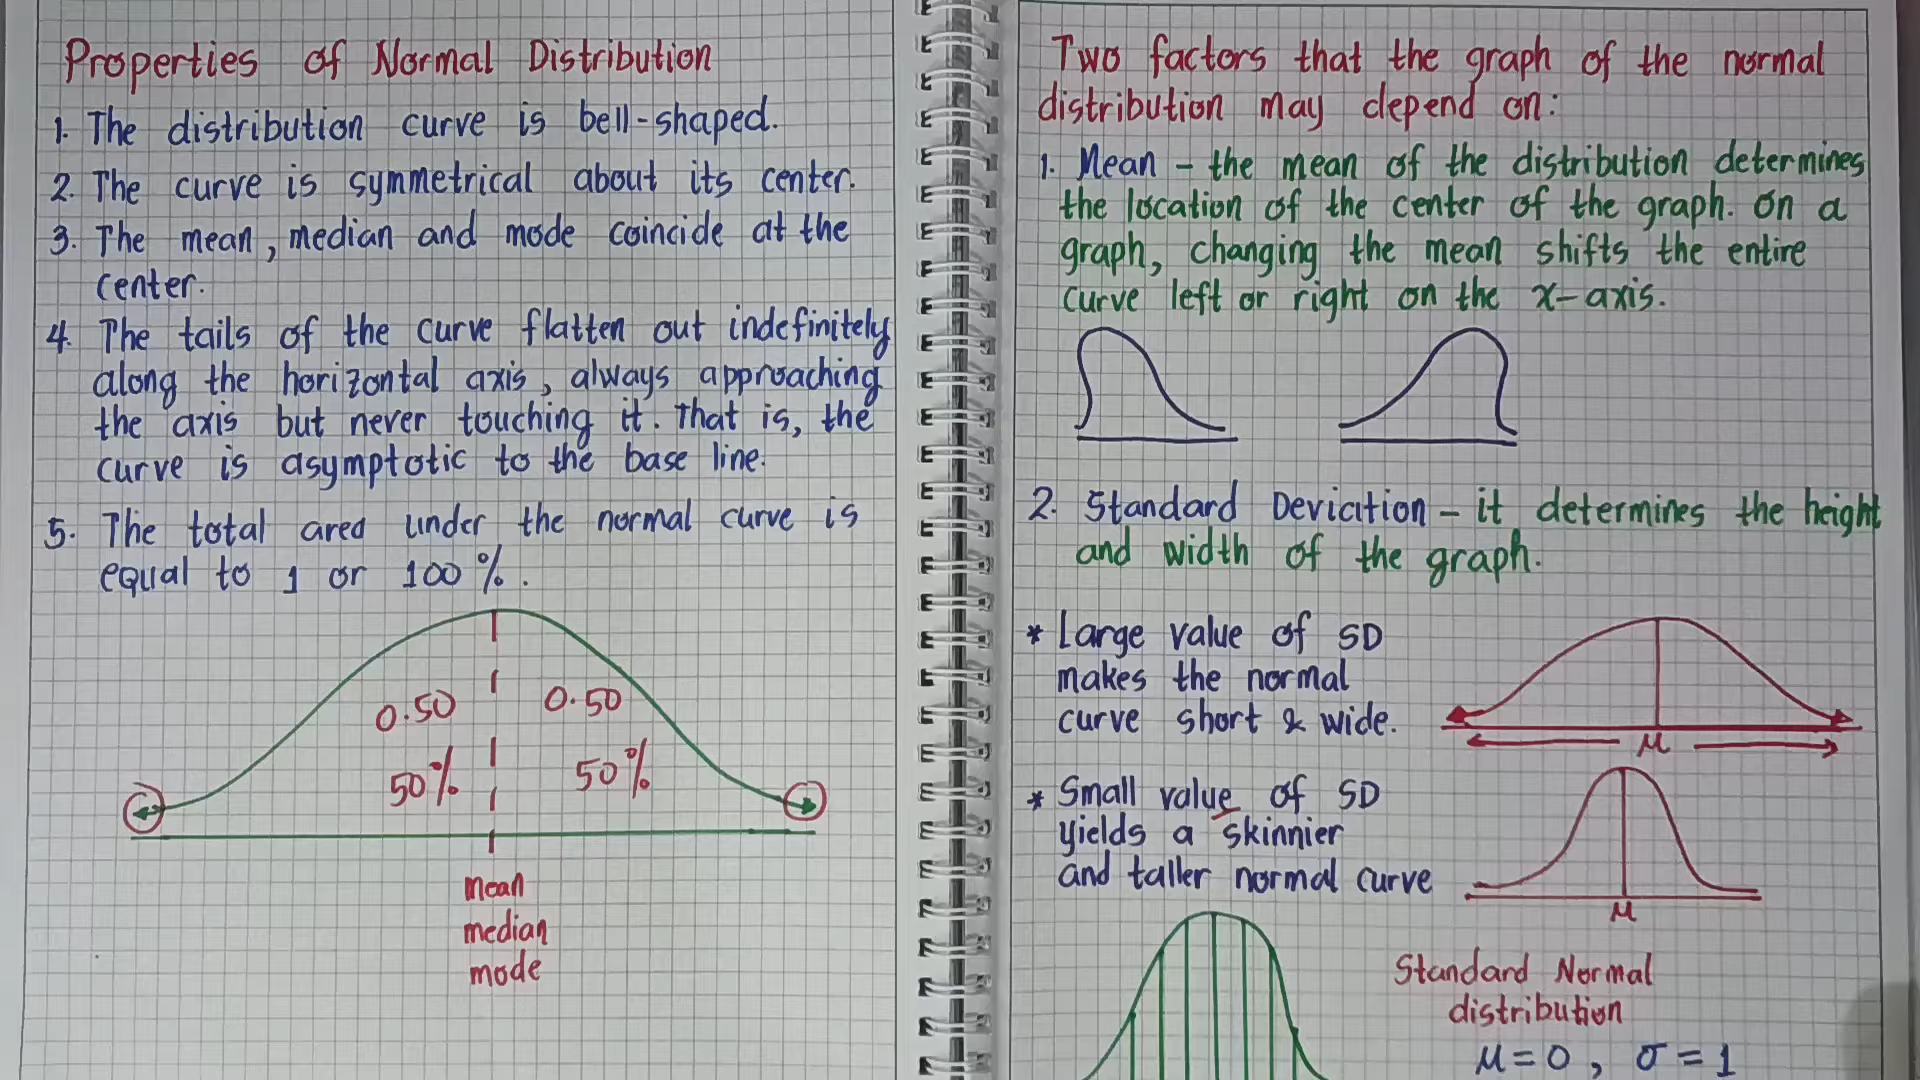 Properties of Normal Distribution
1. The distribution curve is bell-shaped.
2. The curve is symmetrical about its center.
3. The mean, median and mode coincide at the
center.
4. The tails of the curve flatten out indefinitely
along the horizontal axis, always approaching
the axis but never touching it. That is, the
curve is asymptotic to the base line.
5. The total area under the normal curve is
equal to 1 or 100%.
0.50 0.50
50% 50%
mean
median
mode
Two factors that the graph of the normal
distribution may depend on:
1. Mean - the mean of the distribution determines
the location of the center of the graph. On a
graph, changing the mean shifts the entire
curve left or right on the x-axis.
2. Standard Deviation - it determines the height
and width of the graph.
* Large value of SD
makes the normal
curve short & wide.
μ
* Small value of SD
yields a skinnier
and taller normal curve
μ
Standard Normal
distribution
μ=0, σ=1